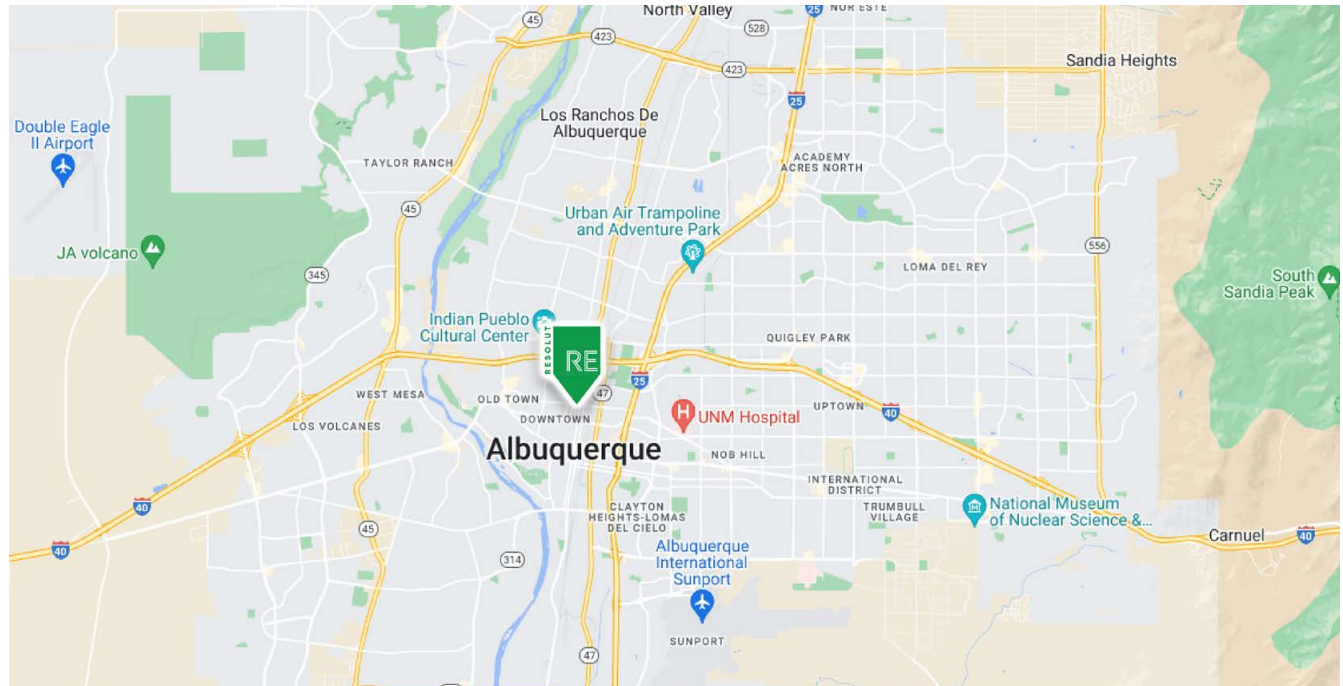 North Valley
NOR ESTE
45
25
528
423
423
Sandia Heights
25
Double Eagle
II Airport
Los Ranchos De
Albuquerque
TAYLOR RANCH
ACADEMY
ACRES NORTH
45
Urban Air Trampoline
and Adventure Park
JA volcano
556
345
LOMA DEL REY
South
Sandia Peak
Indian Pueblo
Cultural Center
RESOLUT
RE
QUIGLEY PARK
25
WEST MESA
OLD TOWN
47
UPTOWN
40
DOWNTOWN
UNM Hospital
LOS VOLCANES
Albuquerque
NOB HILL
INTERNATIONAL
DISTRICT
40
CLAYTON
HEIGHTS-LOMAS
DEL CIELO
TRUMBULL
VILLAGE
National Museum
of Nuclear Science &...
45
Carnuel
40
40
314
Albuquerque
International
Sunport
SUNPORT
47